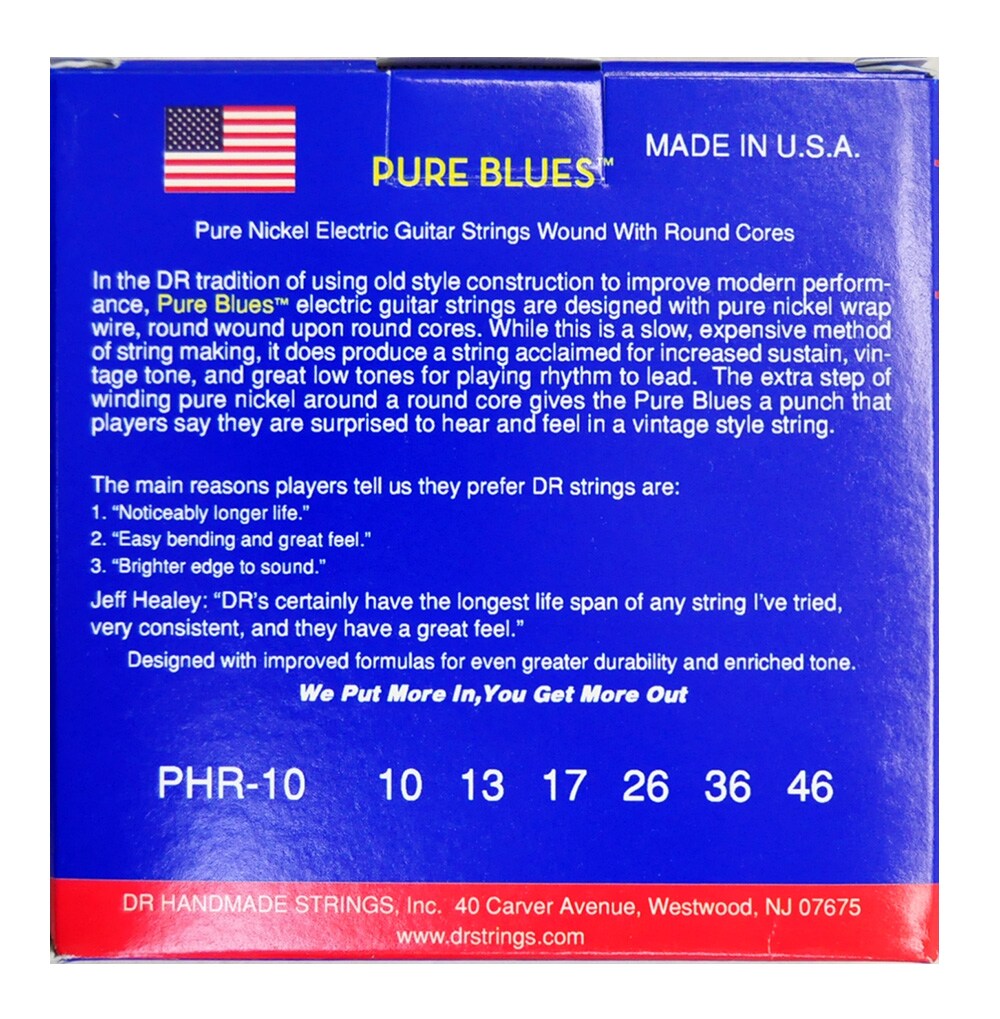 MADE IN U.S.A.
PURE BLUES™
Pure Nickel Electric Guitar Strings Wound With Round Cores
In the DR tradition of using old style construction to improve modern perform-
ance, Pure Blues™ electric guitar strings are designed with pure nickel wrap
wire, round wound upon round cores. While this is a slow, expensive method
of string making, it does produce a string acclaimed for increased sustain, vin-
tage tone, and great low tones for playing rhythm to lead. The extra step of
winding pure nickel around a round core gives the Pure Blues a punch that
players say they are surprised to hear and feel in a vintage style string.
The main reasons players tell us they prefer DR strings are:
1. “Noticeably longer life.”
2. “Easy bending and great feel.”
3. “Brighter edge to sound.”
Jeff Healey: “DR’s certainly have the longest life span of any string I’ve tried,
very consistent, and they have a great feel.”
Designed with improved formulas for even greater durability and enriched tone.
We Put More In,You Get More Out
PHR-10 10 13 17 26 36 46
DR HANDMADE STRINGS, Inc. 40 Carver Avenue, Westwood, NJ 07675
www.drstrings.com